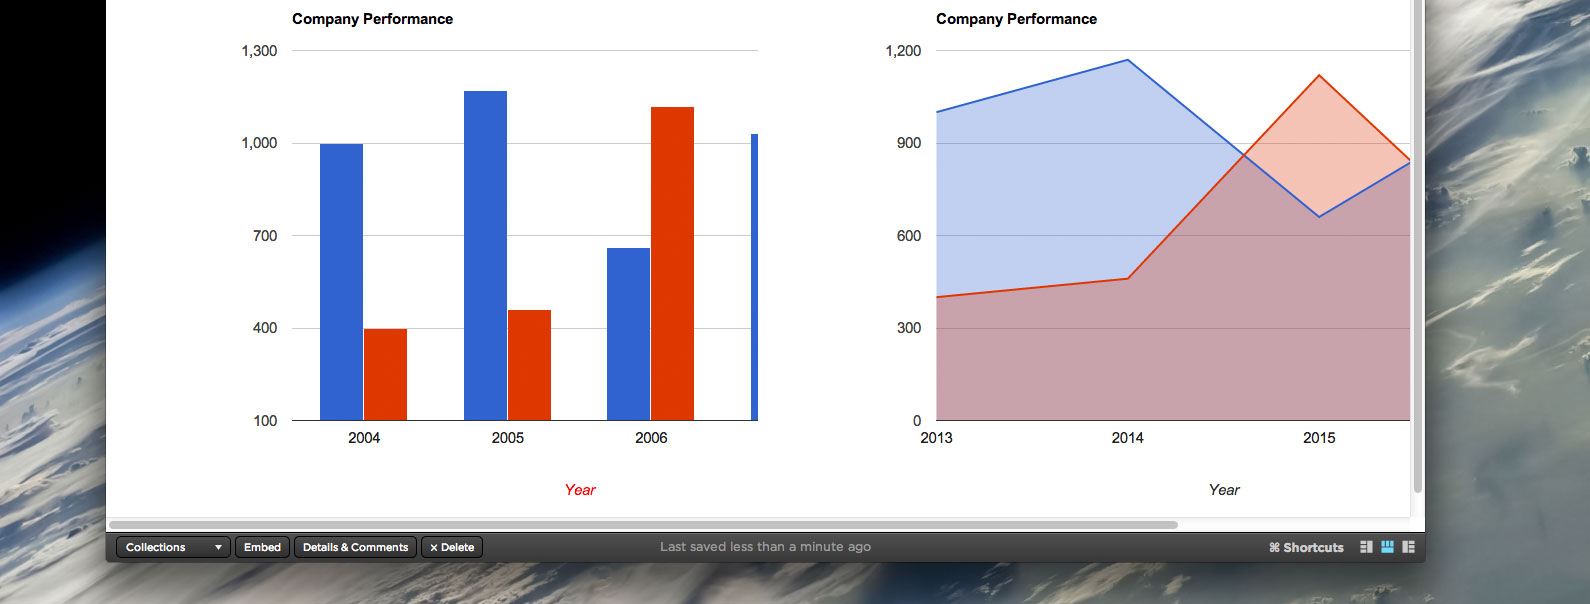 Company Performance
1,300
1,000
700
400
100
2004 2005 2006
Year
Company Performance
1,200
900
600
300
0
2013 2014 2015
Year
Collections ▼ Embed Details & Comments × Delete Last saved less than a minute ago ⌘ Shortcuts